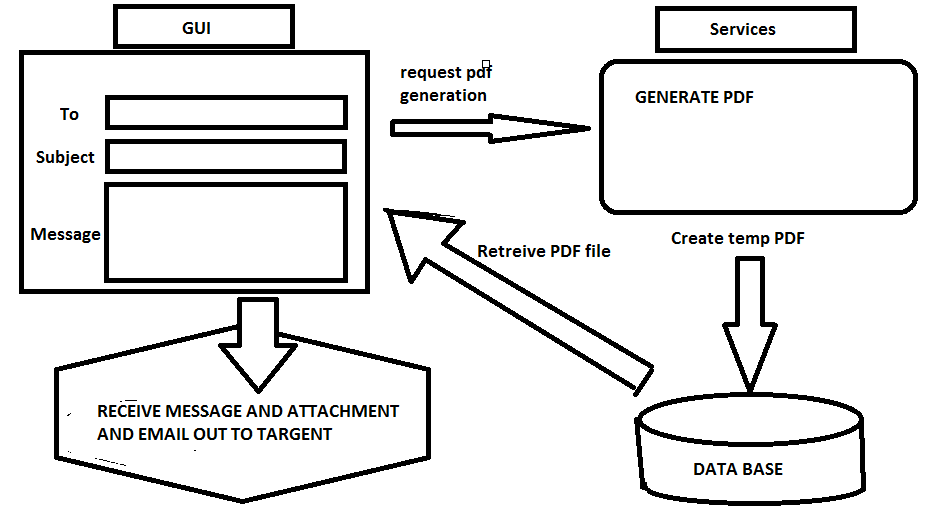 GUI
Services
request pdf
generation
GENERATE PDF
To
Subject
Message
Retreive PDF file
Create temp PDF
RECEIVE MESSAGE AND ATTACHMENT
AND EMAIL OUT TO TARGENT
DATA BASE